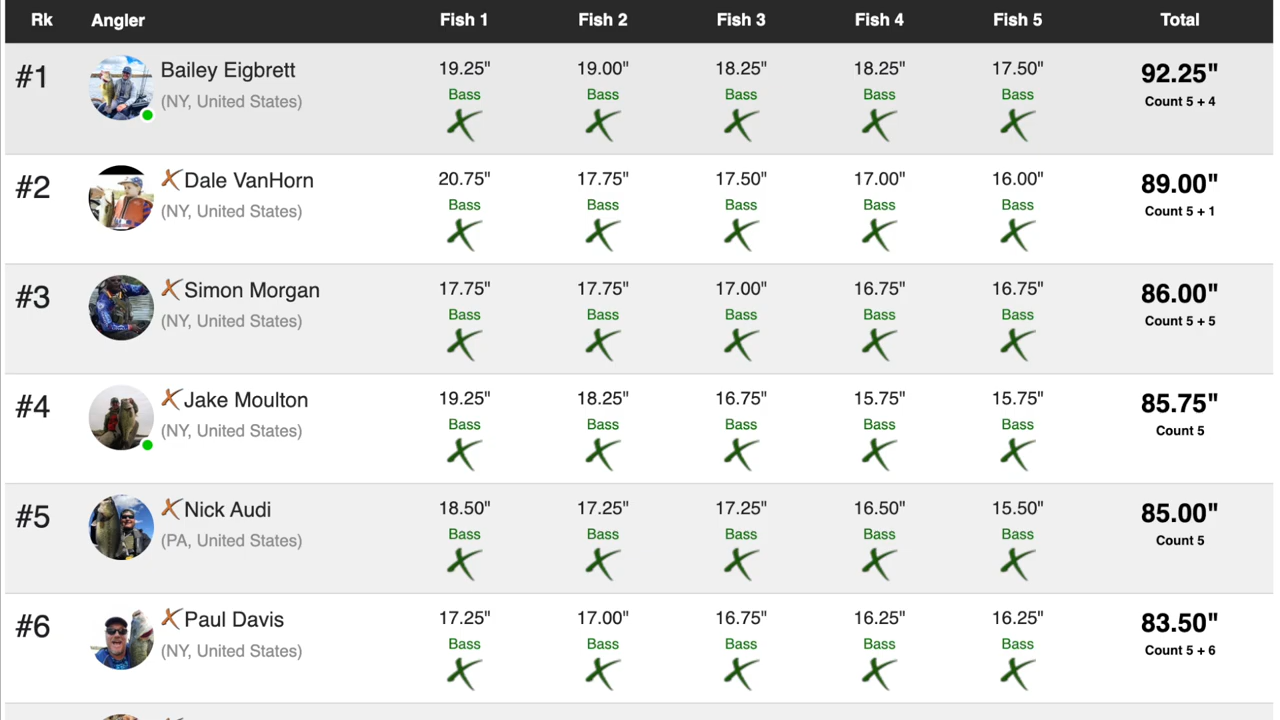 Rk Angler Fish 1 Fish 2 Fish 3 Fish 4 Fish 5 Total
#1 Bailey Eigbrett 19.25" 19.00" 18.25" 18.25" 17.50" 92.25"
(NY, United States) Bass Bass Bass Bass Bass Count 5 + 4
#2 Dale VanHorn 20.75" 17.75" 17.50" 17.00" 16.00" 89.00"
(NY, United States) Bass Bass Bass Bass Bass Count 5 + 1
#3 Simon Morgan 17.75" 17.75" 17.00" 16.75" 16.75" 86.00"
(NY, United States) Bass Bass Bass Bass Bass Count 5 + 5
#4 Jake Moulton 19.25" 18.25" 16.75" 15.75" 15.75" 85.75"
(NY, United States) Bass Bass Bass Bass Bass Count 5
#5 Nick Audi 18.50" 17.25" 17.25" 16.50" 15.50" 85.00"
(PA, United States) Bass Bass Bass Bass Bass Count 5
#6 Paul Davis 17.25" 17.00" 16.75" 16.25" 16.25" 83.50"
(NY, United States) Bass Bass Bass Bass Bass Count 5 + 6